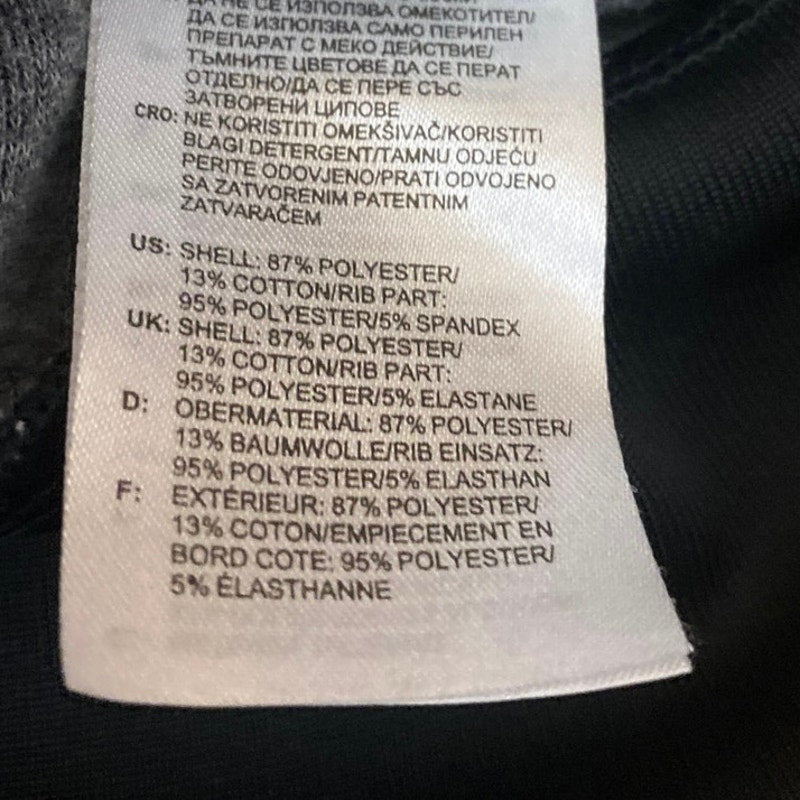 ДА НЕ СЕ ИЗПОЛЗВА ОМЕКОТИТЕЛ/
ДА СЕ ИЗПОЛЗВА САМО ПЕРИЛЕН
ПРЕПАРАТ С МЕКО ДЕЙСТВИЕ/
ТЪМНИТЕ ЦВЕТОВЕ ДА СЕ ПЕРАТ
ОТДЕЛНО/ДА СЕ ПЕРЕ СЪС
ЗАТВОРЕНИ ЦИПОВЕ
CRO: NE KORISTITI OMEKŠIVAČ/KORISTITI
BLAGI DETERGENT/TAMNU ODJEĆU
PERITE ODOVJENO/PRATI ODVOJENO
SA ZATVORENIM PATENTNIM
ZATVARAČEM
US: SHELL: 87% POLYESTER/
13% COTTON/RIB PART:
95% POLYESTER/5% SPANDEX
UK: SHELL: 87% POLYESTER/
13% COTTON/RIB PART:
95% POLYESTER/5% ELASTANE
D: OBERMATERIAL: 87% POLYESTER/
13% BAUMWOLLE/RIB EINSATZ:
95% POLYESTER/5% ELASTHAN
F: EXTÉRIEUR: 87% POLYESTER/
13% COTON/EMPIECEMENT EN
BORD COTE: 95% POLYESTER/
5% ÉLASTHANNE